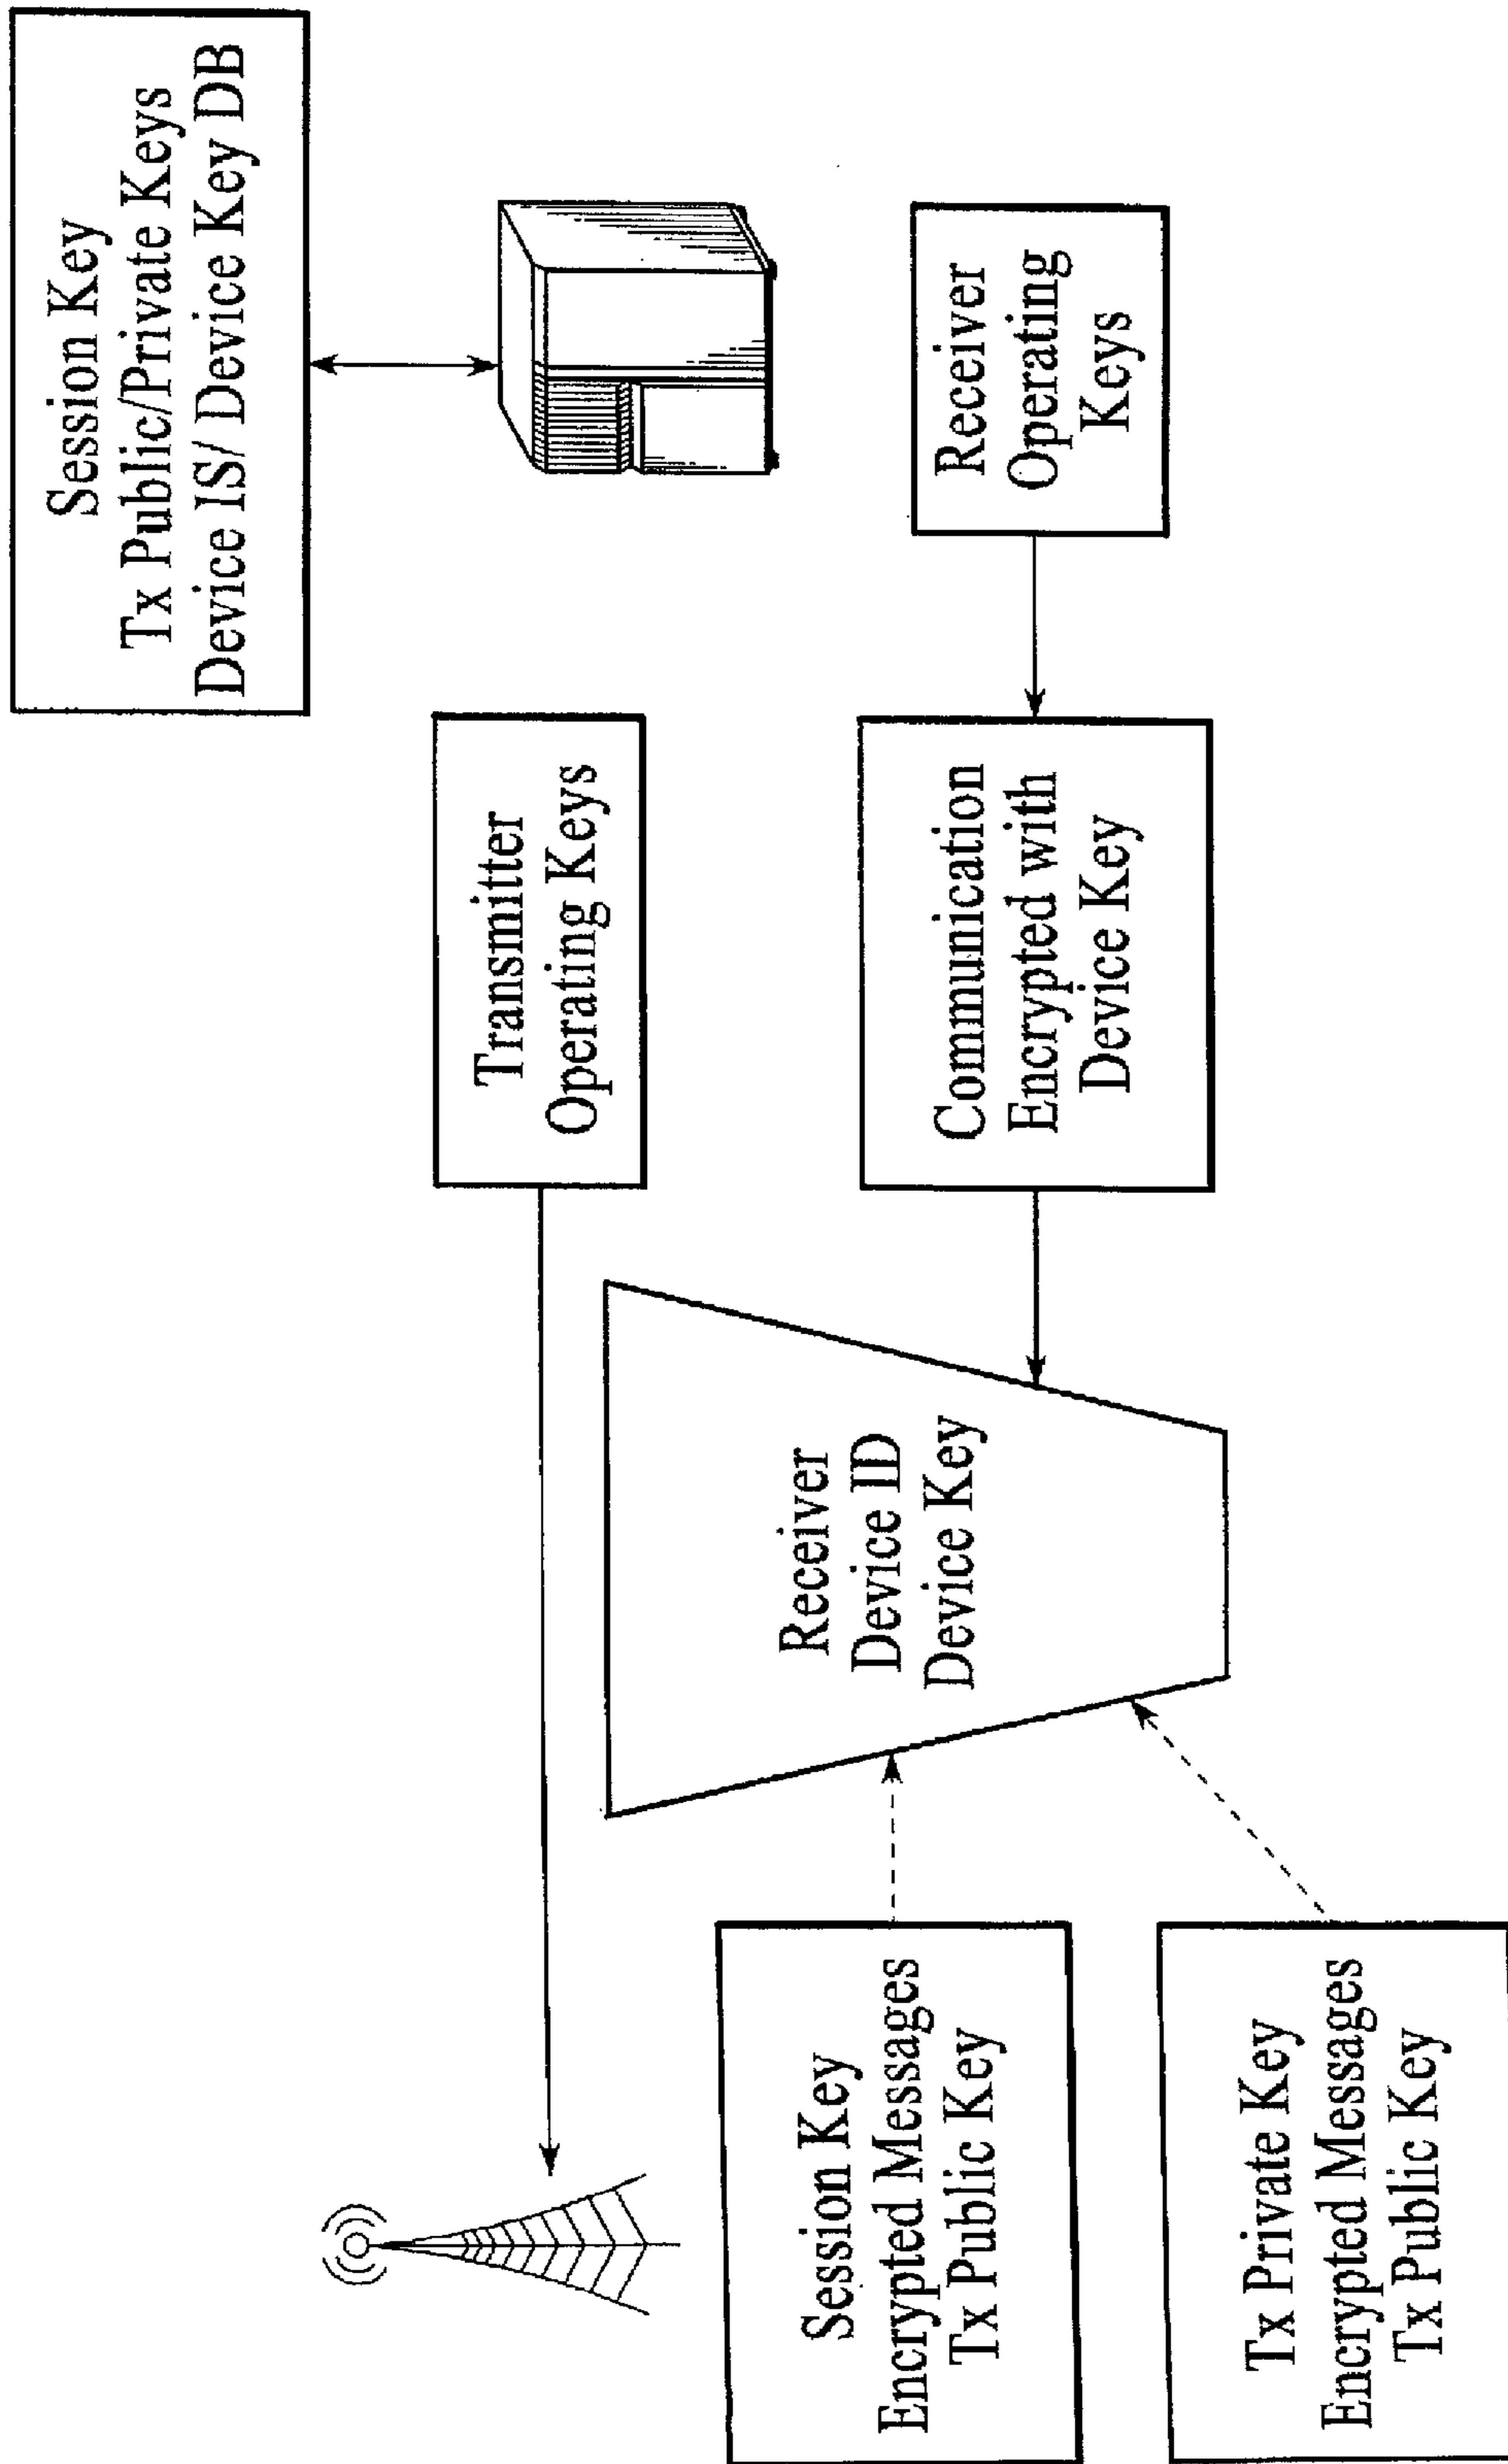 Session Key
Tx Public/Private Keys
Device IS/ Device Key DB
Transmitter
Operating Keys
Receiver
Operating
Keys
Communication
Encrypted with
Device Key
Receiver
Device ID
Device Key
Session Key
Encrypted Messages
Tx Public Key
Tx Private Key
Encrypted Messages
Tx Public Key